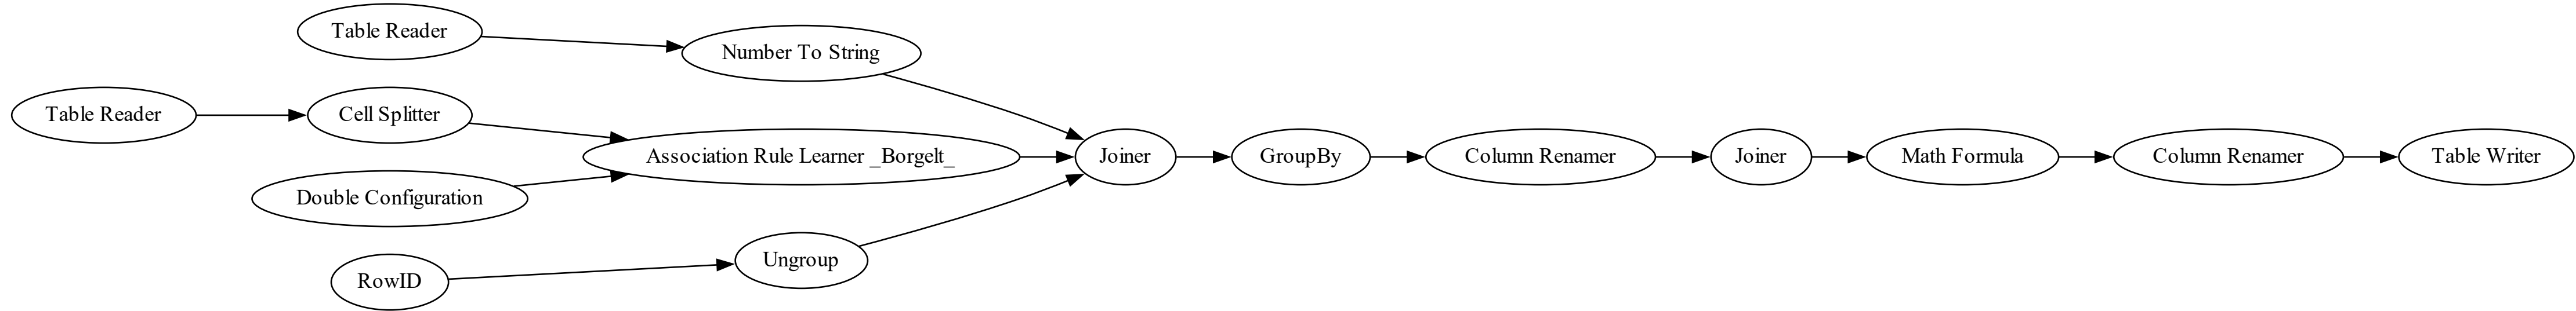 Table Reader
Number To String
Table Reader
Cell Splitter
Association Rule Learner _Borgelt_
Double Configuration
RowID
Ungroup
Joiner
GroupBy
Column Renamer
Joiner
Math Formula
Column Renamer
Table Writer